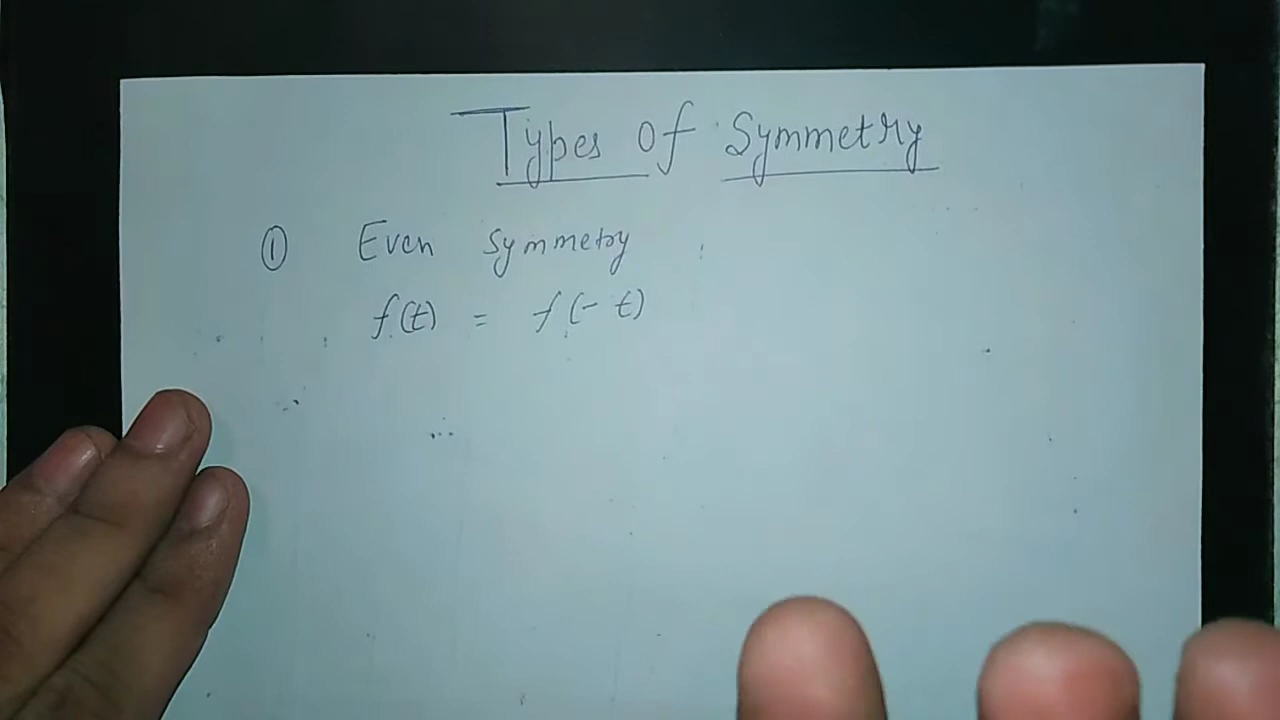 Types of Symmetry
① Even symmetry
f(t) = f(- t)